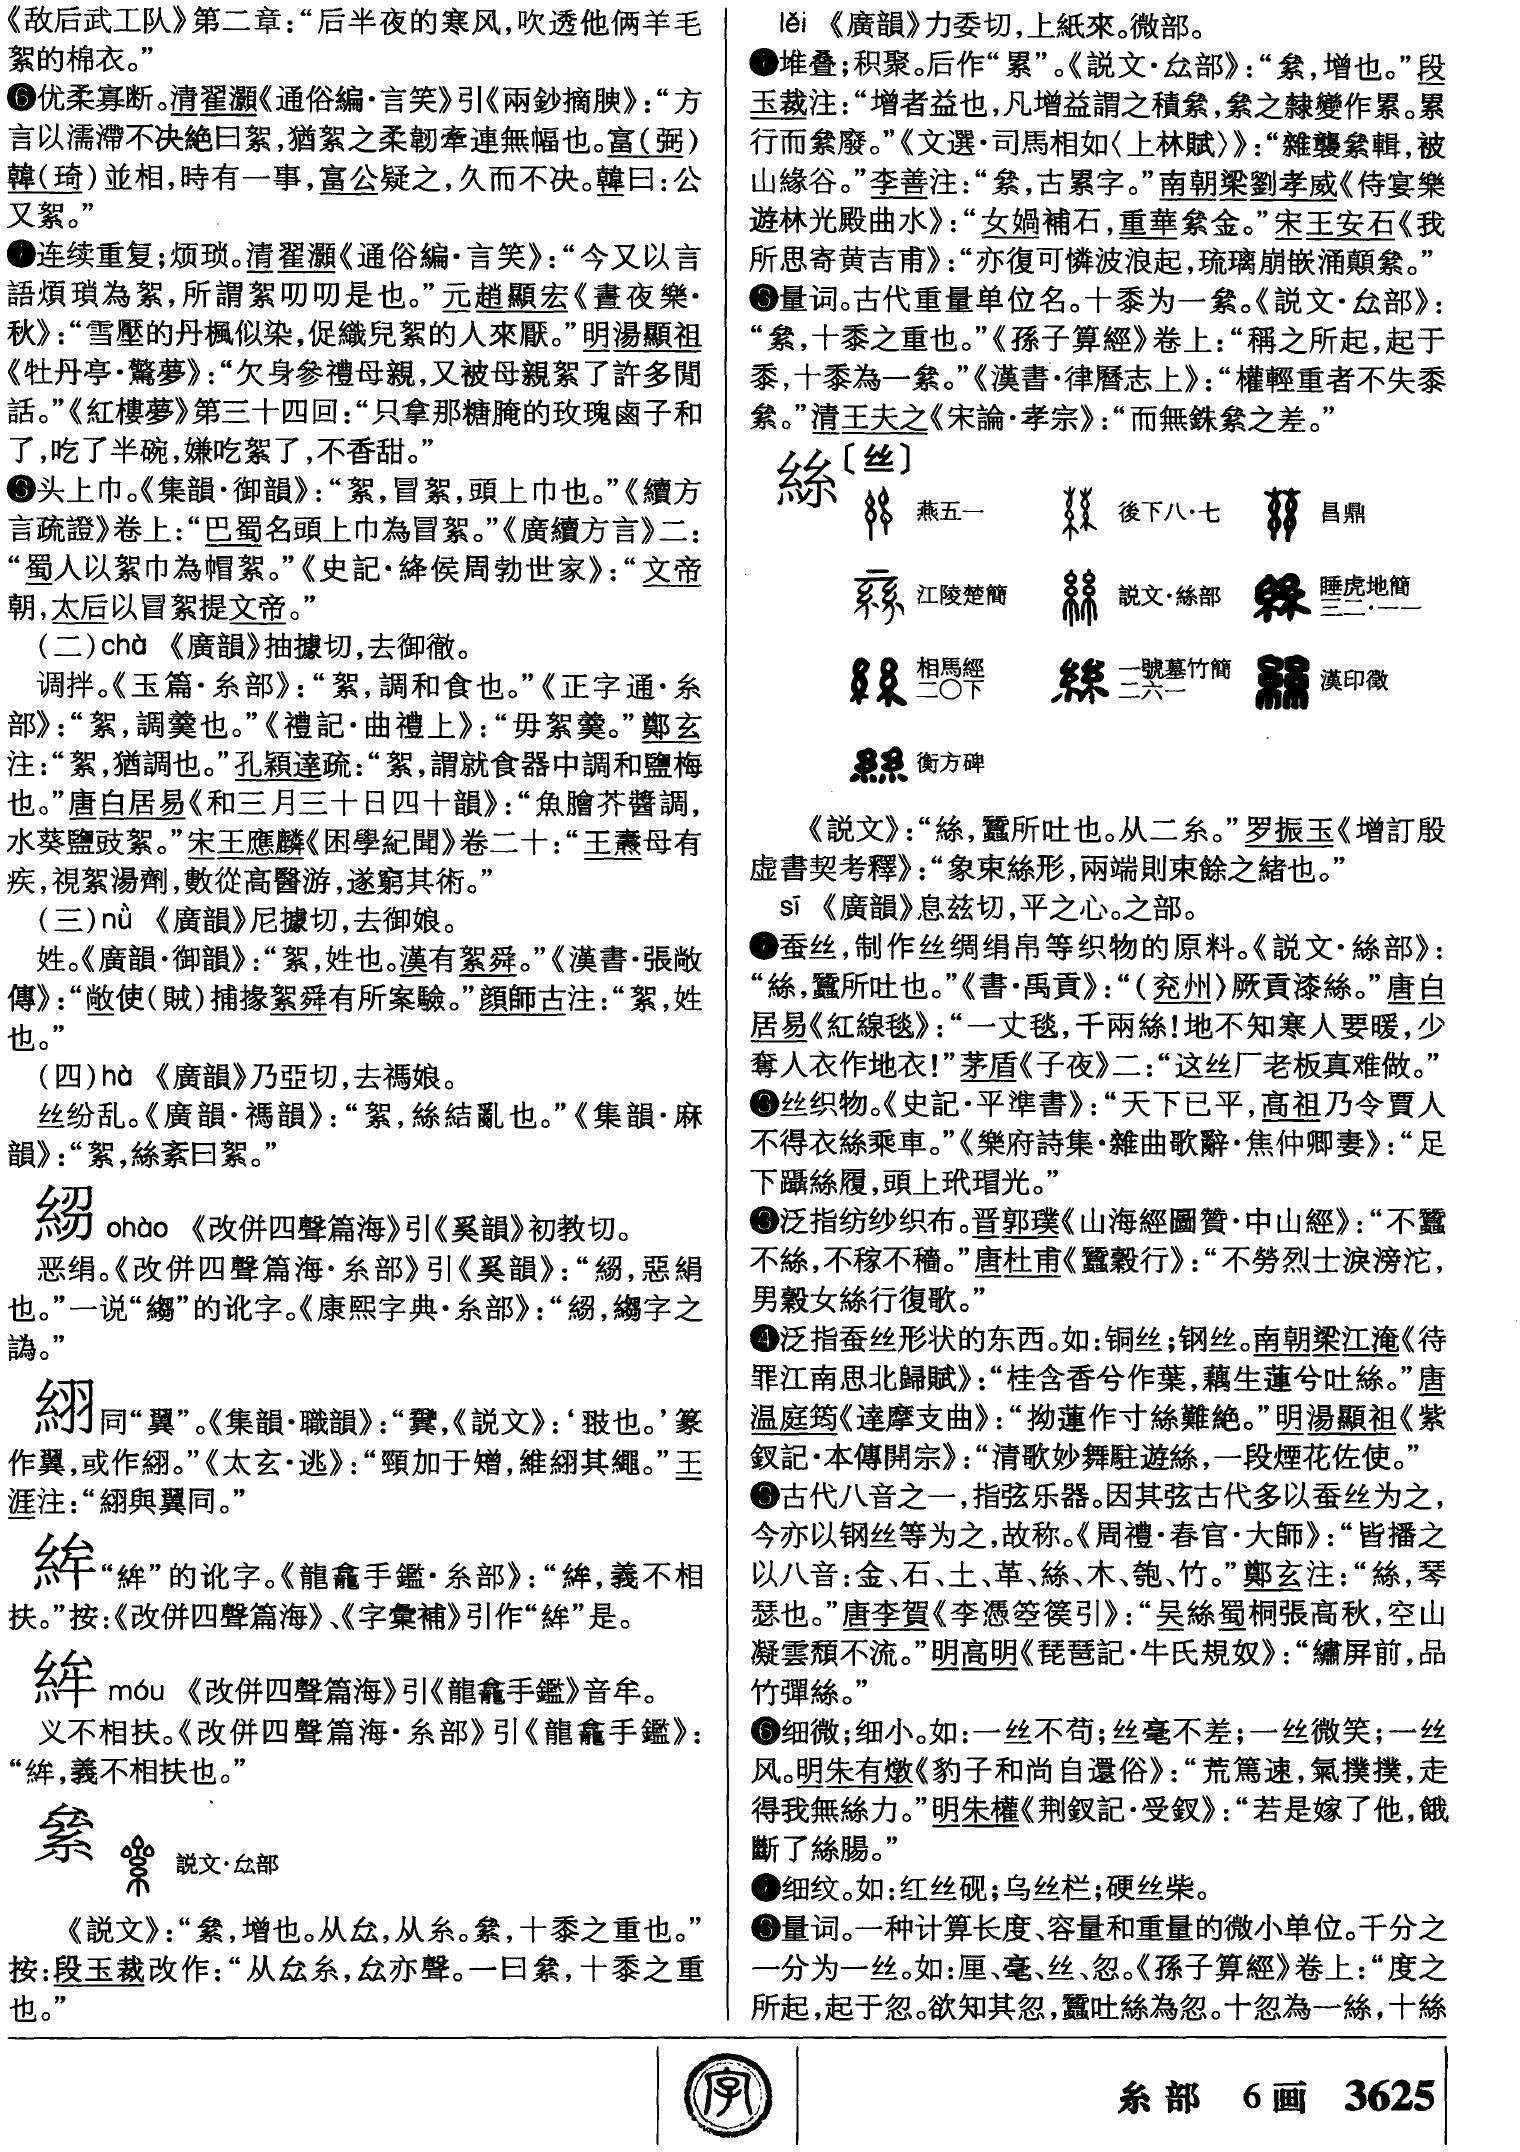 《敌后武工队》第二章：“后半夜的寒风，吹透他俩羊毛
絮的棉衣。”
❻优柔寡断。清翟灝《通俗編·言笑》引《兩鈔摘腴》：“方
言以濡滯不决絶曰絮，猶絮之柔韌牽連無幅也。富（弼）
韓（琦）並相，時有一事，富公疑之，久而不决。韓曰：公
又絮。”
❼连续重复；烦琐。清翟灝《通俗編·言笑》：“今又以言
語煩瑣為絮，所謂絮叨叨是也。”元趙顯宏《晝夜樂·
秋》：“雪壓的丹楓似染，促織兒絮的人來厭。”明湯顯祖
《牡丹亭·驚夢》：“欠身參禮母親，又被母親絮了許多閒
話。”《紅樓夢》第三十四回：“只拿那糖腌的玫瑰鹵子和
了，吃了半碗，嫌吃絮了，不香甜。”
❽头上巾。《集韻·御韻》：“絮，冒絮，頭上巾也。”《續方
言疏證》卷上：“巴蜀名頭上巾為冒絮。”《廣續方言》二：
“蜀人以絮巾為帽絮。”《史記·絳侯周勃世家》：“文帝
朝，太后以冒絮提文帝。”
（二）chù 《廣韻》抽據切，去御徹。
调拌。《玉篇·糸部》：“絮，調和食也。”《正字通·糸
部》：“絮，調羹也。”《禮記·曲禮上》：“毋絮羹。”鄭玄
注：“絮，猶調也。”孔穎達疏：“絮，謂就食器中調和鹽梅
也。”唐白居易《和三月三十日四十韻》：“魚膾芥醬調，
水葵鹽豉絮。”宋王應麟《困學紀聞》卷二十：“王燾母有
疾，視絮湯劑，數從高醫游，遂窮其術。”
（三）nǜ 《廣韻》尼據切，去御娘。
姓。《廣韻·御韻》：“絮，姓也。漢有絮舜。”《漢書·張敞
傳》：“敞使（賊）捕掾絮舜有所案驗。”顔師古注：“絮，姓
也。”
（四）nà 《廣韻》乃亞切，去禡娘。
丝纷乱。《廣韻·禡韻》：“絮，絲結亂也。”《集韻·麻
韻》：“絮，絲紊曰絮。”
䋺 chào 《改併四聲篇海》引《奚韻》初教切。
恶绢。《改併四聲篇海·糸部》引《奚韻》：“䋺，惡絹
也。”一说“縐”的讹字。《康熙字典·糸部》：“䋺，縐字之
譌。”
䋚同“翼”。《集韻·職韻》：“䨈，《説文》：‘翄也。’篆
作翼，或作䋚。”《太玄·逃》：“頸加于矰，維䋚其繩。”王
涯注：“䋚與翼同。”
“䋷”的讹字。《龍龕手鑑·糸部》：“，義不相
扶。”按：《改併四聲篇海》、《字彙補》引作“䋷”是。
䋷 móu 《改併四聲篇海》引《龍龕手鑑》音牟。
义不相扶。《改併四聲篇海·糸部》引《龍龕手鑑》：
“䋷，義不相扶也。”
絫 説文·厽部
《説文》：“絫，增也。从厽，从糸。絫，十黍之重也。”
按：段玉裁改作：“从厽糸，厽亦聲。一曰絫，十黍之重
也。”
lěi 《廣韻》力委切，上紙來。微部。
❶堆叠；积聚。后作“累”。《説文·厽部》：“絫，增也。”段
玉裁注：“增者益也，凡增益謂之積絫，絫之隸變作累。累
行而絫廢。”《文選·司馬相如〈上林賦〉》：“雜襲絫輯，被
山緣谷。”李善注：“絫，古累字。”南朝梁劉孝威《侍宴樂
遊林光殿曲水》：“女媧補石，重華絫金。”宋王安石《我
所思寄黄吉甫》：“亦復可憐波浪起，琉璃崩嵌涌顛絫。”
❷量词。古代重量单位名。十黍为一絫。《説文·厽部》：
“絫，十黍之重也。”《孫子算經》卷上：“稱之所起，起于
黍，十黍為一絫。”《漢書·律曆志上》：“權輕重者不失黍
絫。”清王夫之《宋論·孝宗》：“而無銖絫之差。”
絲〔丝〕
燕五一 後下八·七 昌鼎
江陵楚簡 説文·絲部 睡虎地簡三二·一一
相馬經二〇下 一號墓竹簡二六一 漢印徵
衡方碑
《説文》：“絲，蠶所吐也。从二糸。”罗振玉《增訂殷
虚書契考釋》：“象束絲形，兩端則束餘之緒也。”
sī 《廣韻》息兹切，平之心。之部。
❶蚕丝，制作丝绸绢帛等织物的原料。《説文·絲部》：
“絲，蠶所吐也。”《書·禹貢》：“（兖州）厥貢漆絲。”唐白
居易《紅線毯》：“一丈毯，千兩絲！地不知寒人要暖，少
奪人衣作地衣！”茅盾《子夜》二：“这丝厂老板真难做。”
❷丝织物。《史記·平準書》：“天下已平，高祖乃令賈人
不得衣絲乘車。”《樂府詩集·雜曲歌辭·焦仲卿妻》：“足
下躡絲履，頭上玳瑁光。”
❸泛指纺纱织布。晋郭璞《山海經圖贊·中山經》：“不蠶
不絲，不稼不穡。”唐杜甫《蠶穀行》：“不勞烈士淚滂沱，
男穀女絲行復歌。”
❹泛指蚕丝形状的东西。如：铜丝；钢丝。南朝梁江淹《待
罪江南思北歸賦》：“桂含香兮作葉，藕生蓮兮吐絲。”唐
温庭筠《達摩支曲》：“拗蓮作寸絲難絶。”明湯顯祖《紫
釵記·本傳開宗》：“清歌妙舞駐遊絲，一段煙花佐使。”
❺古代八音之一，指弦乐器。因其弦古代多以蚕丝为之，
今亦以钢丝等为之，故称。《周禮·春官·大師》：“皆播之
以八音：金、石、土、革、絲、木、匏、竹。”鄭玄注：“絲，琴
瑟也。”唐李賀《李憑箜篌引》：“吴絲蜀桐張高秋，空山
凝雲頹不流。”明高明《琵琶記·牛氏規奴》：“繡屏前，品
竹彈絲。”
❻细微；细小。如：一丝不苟；丝毫不差；一丝微笑；一丝
风。明朱有燉《豹子和尚自還俗》：“荒篤速，氣撲撲，走
得我無絲力。”明朱權《荆釵記·受釵》：“若是嫁了他，餓
斷了絲腸。”
❼细纹。如：红丝砚；乌丝栏；硬丝柴。
❽量词。一种计算长度、容量和重量的微小单位。千分之
一分为一丝。如：厘、毫、丝、忽。《孫子算經》卷上：“度之
所起，起于忽。欲知其忽，蠶吐絲為忽。十忽為一絲，十絲
字
糸部 6画 3625